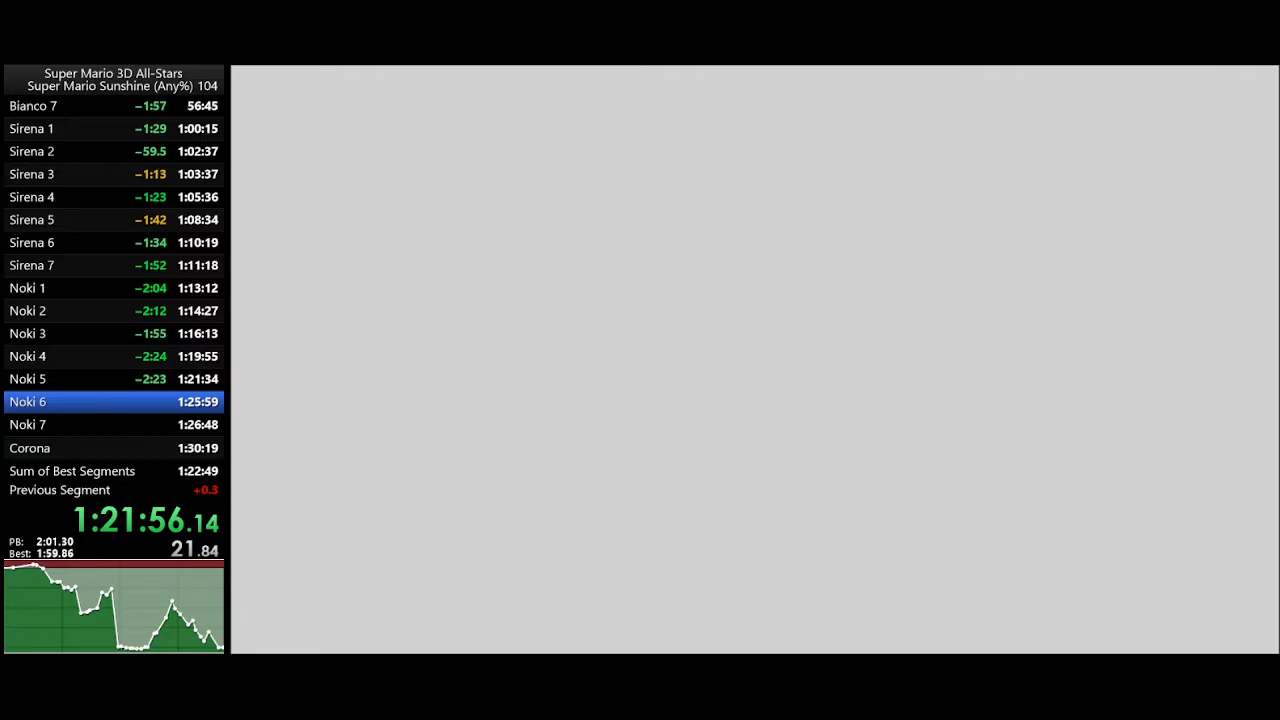 Super Mario 3D All-Stars
Super Mario Sunshine (Any%) 104
Bianco 7 −1:57 56:45
Sirena 1 −1:29 1:00:15
Sirena 2 −59.5 1:02:37
Sirena 3 −1:13 1:03:37
Sirena 4 −1:23 1:05:36
Sirena 5 −1:42 1:08:34
Sirena 6 −1:34 1:10:19
Sirena 7 −1:52 1:11:18
Noki 1 −2:04 1:13:12
Noki 2 −2:12 1:14:27
Noki 3 −1:55 1:16:13
Noki 4 −2:24 1:19:55
Noki 5 −2:23 1:21:34
Noki 6 1:25:59
Noki 7 1:26:48
Corona 1:30:19
Sum of Best Segments 1:22:49
Previous Segment +0.3
1:21:56.14
PB: 2:01.30
Best: 1:59.86
21.84